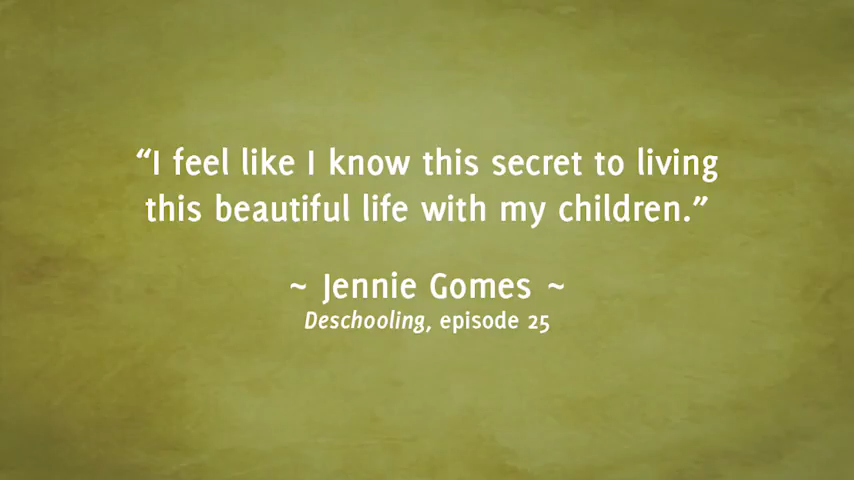 “I feel like I know this secret to living
this beautiful life with my children.”
~ Jennie Gomes ~
Deschooling, episode 25